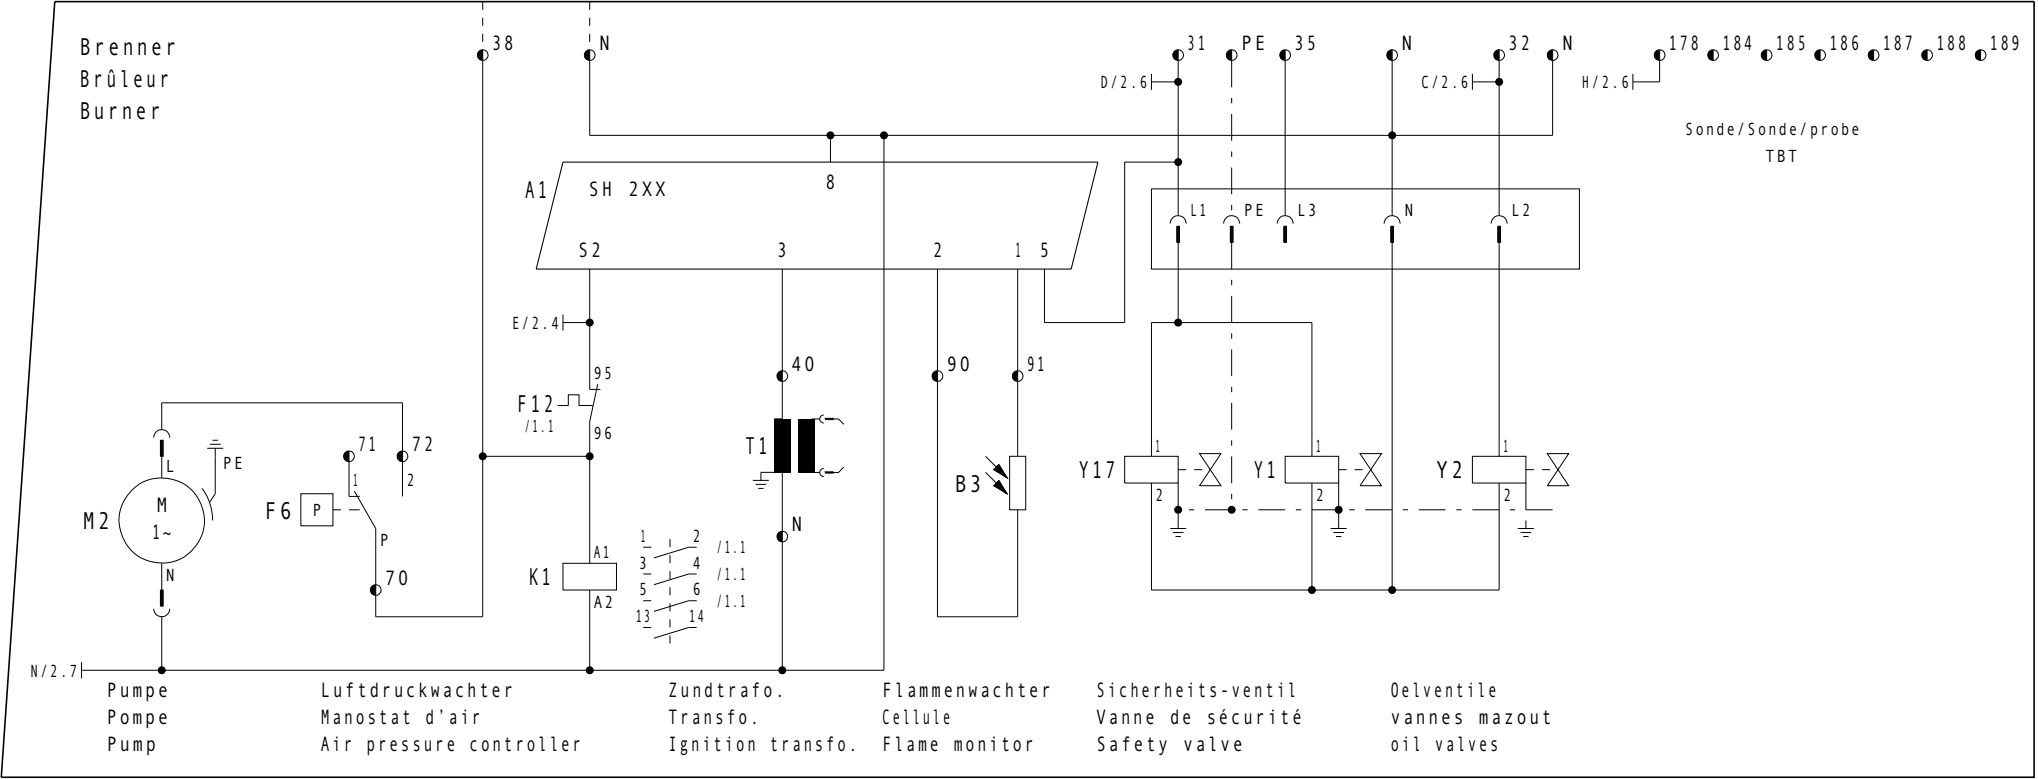 Brenner
Brûleur
Burner
38
N
31
PE
35
N
32
N
178
184
185
186
187
188
189
D/2.6
C/2.6
H/2.6
Sonde/Sonde/probe
TBT
A1
SH 2XX
8
S2
3
2
1
5
L1
PE
L3
N
L2
E/2.4
95
F12
/1.1
96
40
90
91
T1
N
B3
71
72
1
2
F6
P
P
70
L
PE
M2
M
1~
N
K1
A1
A2
1
2
/1.1
3
4
/1.1
5
6
/1.1
13
14
Y17
1
2
Y1
1
2
Y2
1
2
N/2.7
Pumpe
Pompe
Pump
Luftdruckwachter
Manostat d'air
Air pressure controller
Zundtrafo.
Transfo.
Ignition transfo.
Flammenwachter
Cellule
Flame monitor
Sicherheits-ventil
Vanne de sécurité
Safety valve
Oelventile
vannes mazout
oil valves